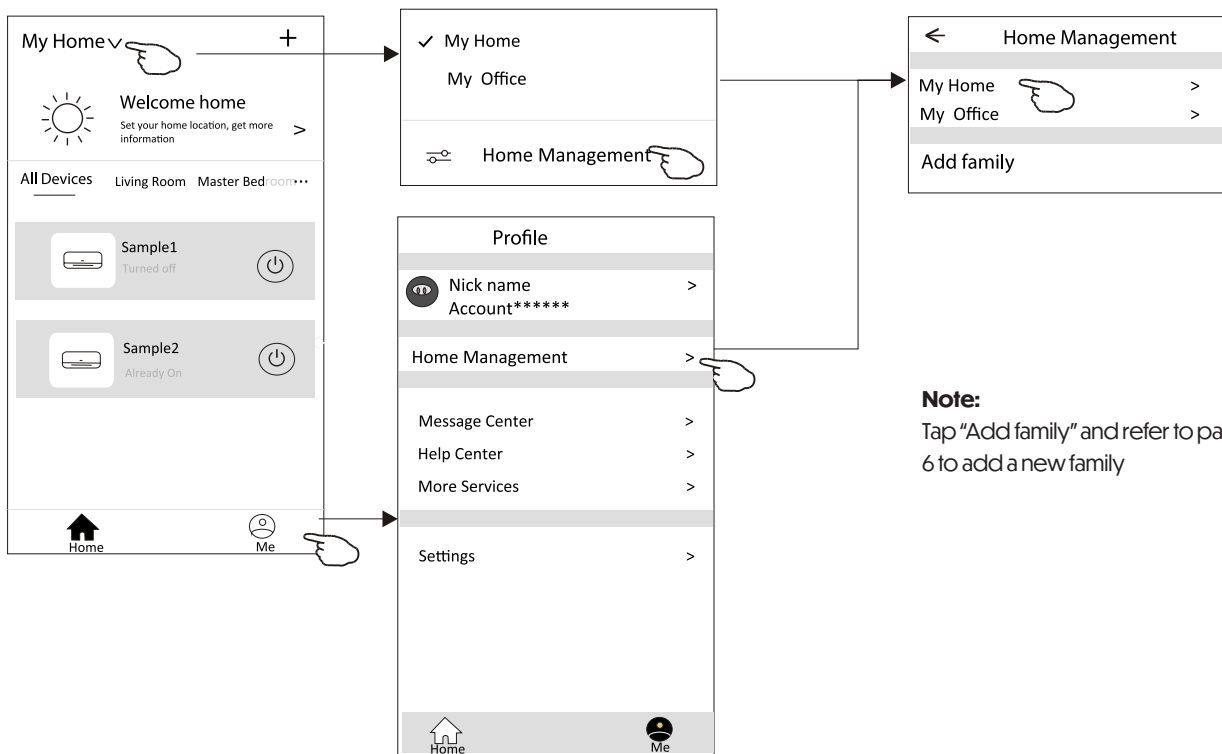 My Home
+
Welcome home
Set your home location, get more
information
>
All Devices Living Room Master Bedroom...
Sample1
Turned off
Sample2
Already On
Home
Me
✓ My Home
My Office
Home Management
Profile
Nick name >
Account******
Home Management >
Message Center >
Help Center >
More Services >
Settings >
Home
Me
Home Management
My Home >
My Office >
Add family
Note:
Tap "Add family" and refer to pa
6 to add a new family